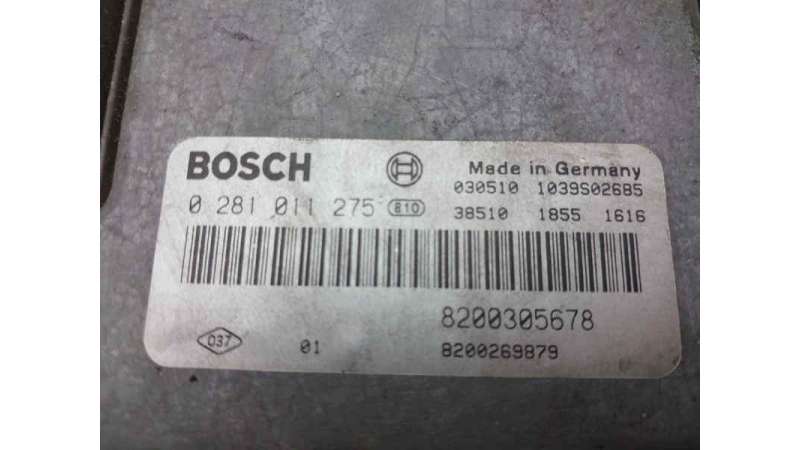 BOSCH
Made in Germany
030510 1039S02685
0 281 011 275 810
38510 1855 1616
8200305678
037 01 8200269879